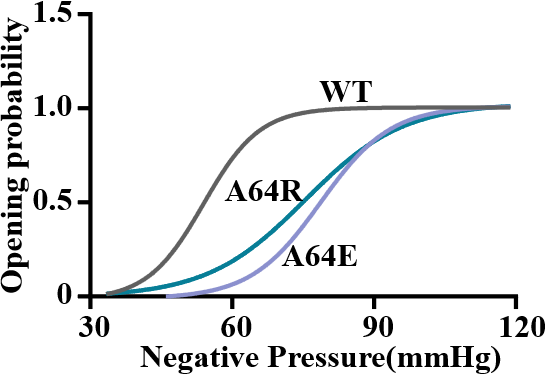 1.5
WT
1.0
A64R
0.5
A64E
0
30 60 90 120
Negative Pressure(mmHg)
Opening probability